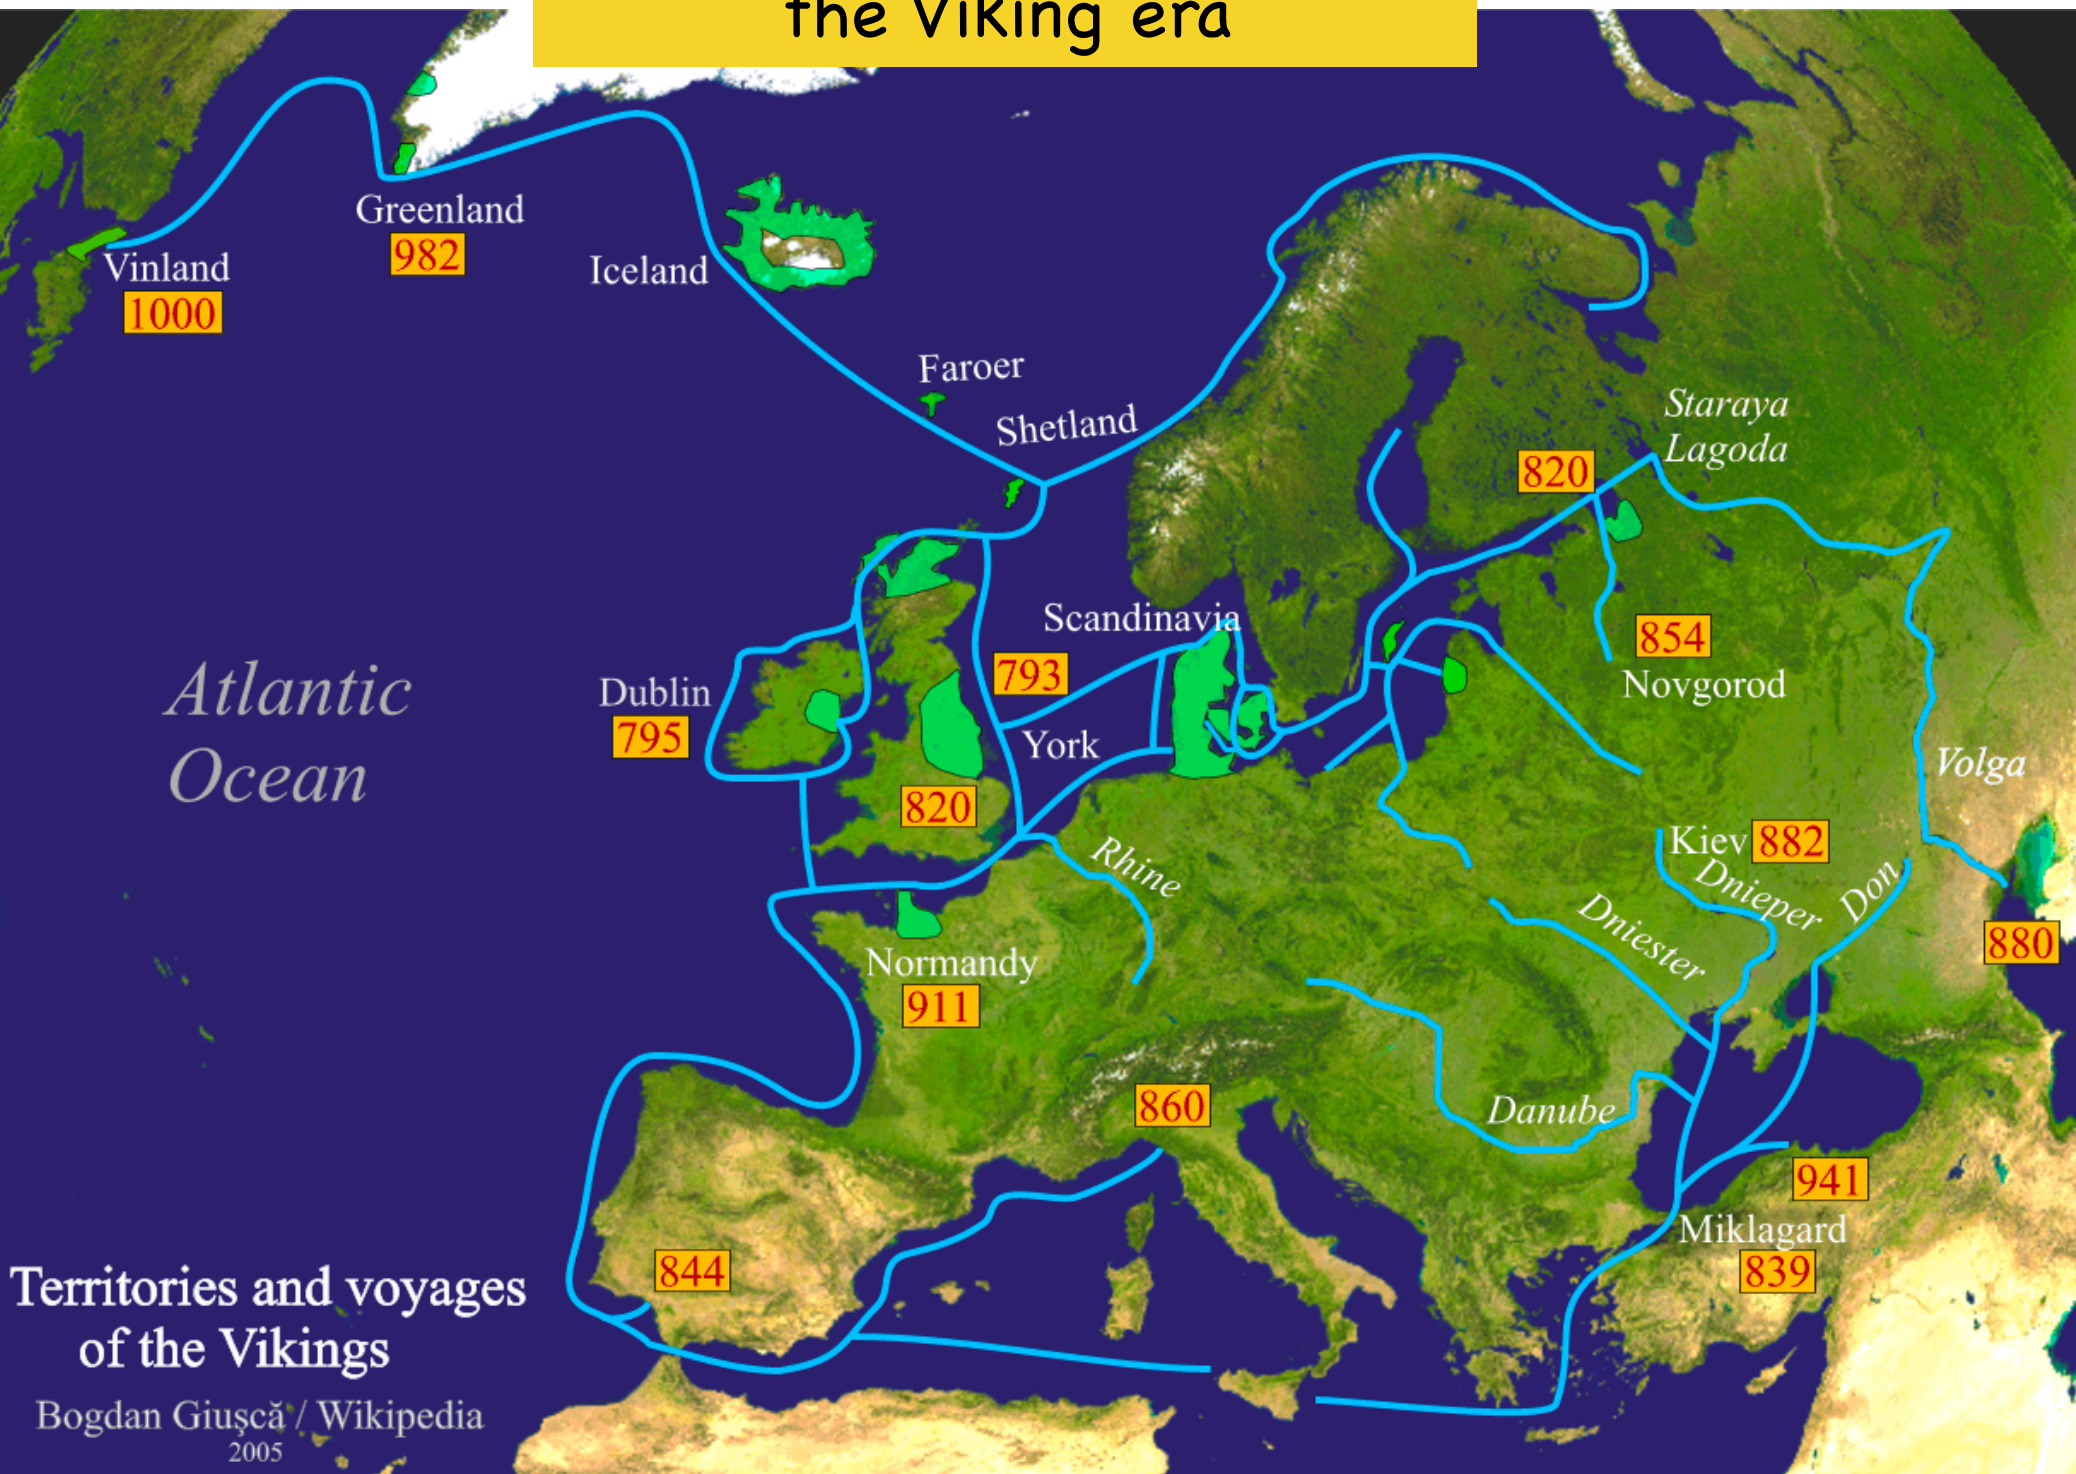 the Viking era
Greenland
982
Vinland
1000
Iceland
Faroer
Shetland
Staraya
Lagoda
820
Scandinavia
793
854
Novgorod
Dublin
795
York
820
Atlantic
Ocean
Volga
Kiev 882
Rhine
Dnieper
Don
Dniester
880
Normandy
911
860
Danube
941
Miklagard
839
844
Territories and voyages
of the Vikings
Bogdan Giuşcă / Wikipedia
2005